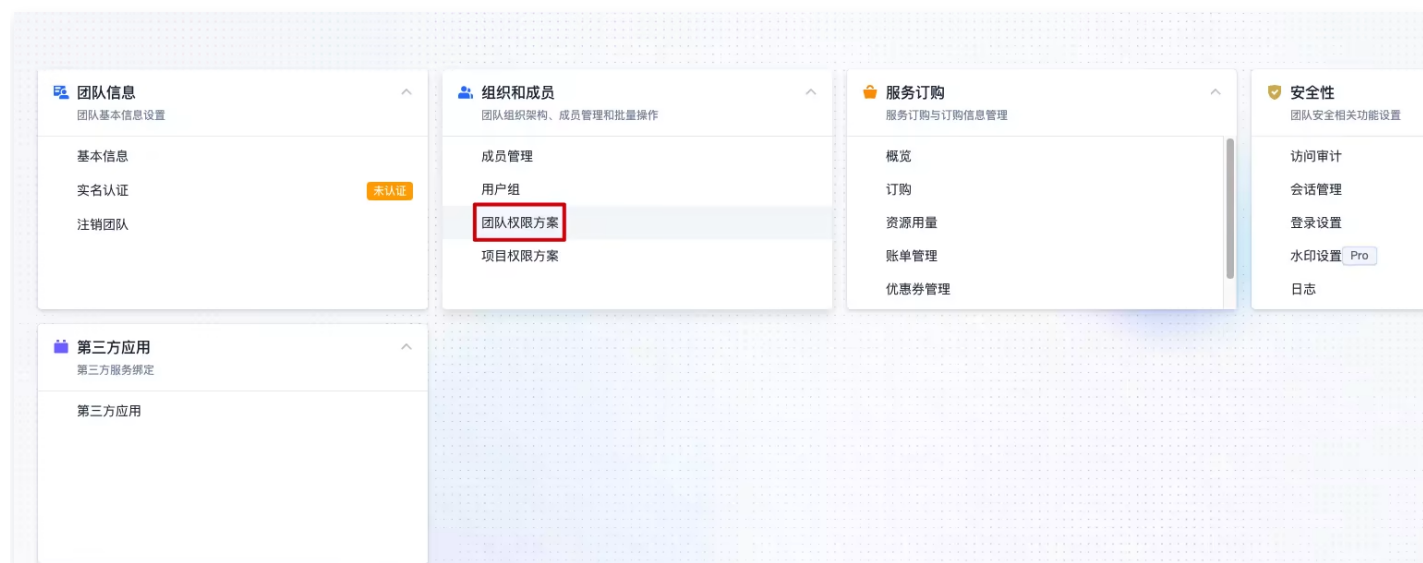 团队信息
团队基本信息设置
基本信息
实名认证
未认证
注销团队
组织和成员
团队组织架构、成员管理和批量操作
成员管理
用户组
团队权限方案
项目权限方案
服务订购
服务订购与订购信息管理
概览
订购
资源用量
账单管理
优惠券管理
安全性
团队安全相关功能设置
访问审计
会话管理
登录设置
水印设置 Pro
日志
第三方应用
第三方服务绑定
第三方应用